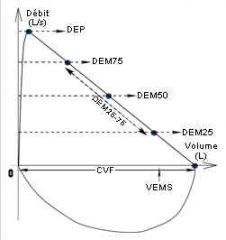 Débit
(L/s)
DEP
DEM75
DEM50
DEM25-75
DEM25
Volume
(L)
0
CVF
VEMS